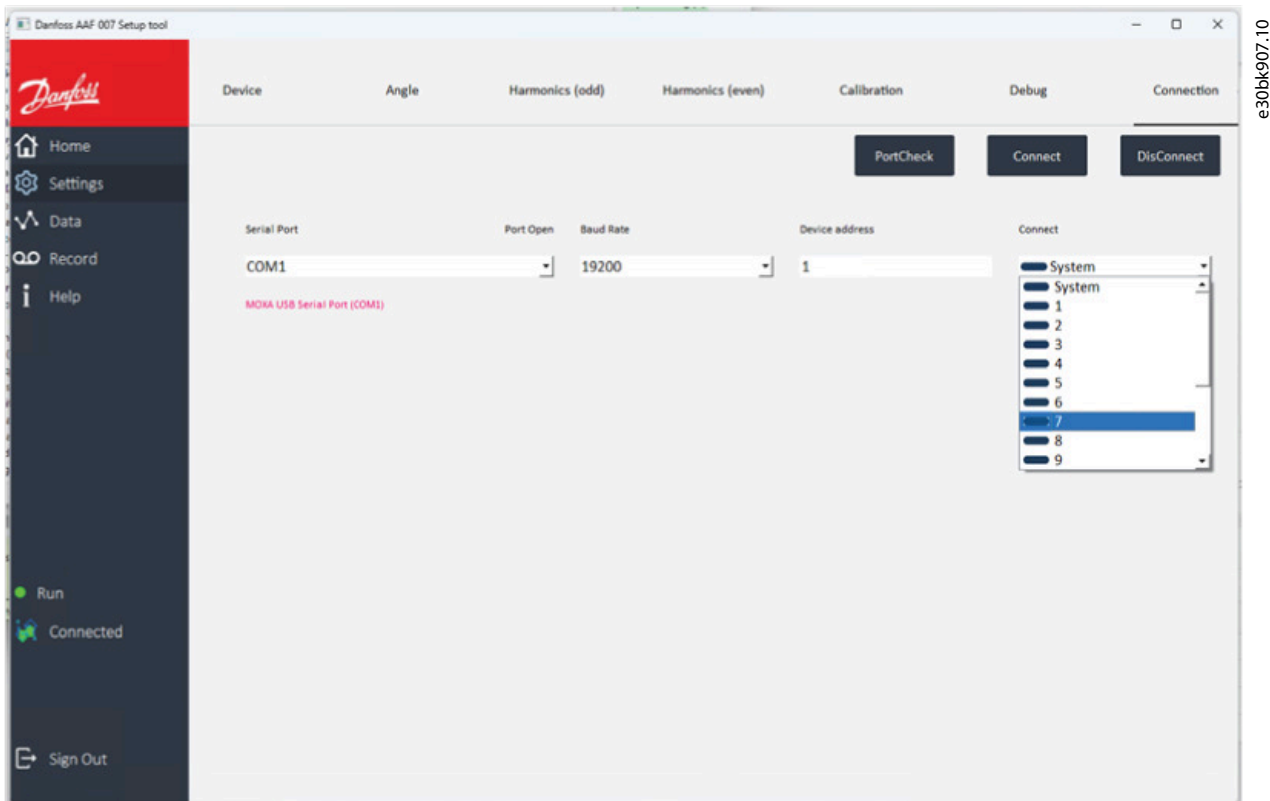 Danfoss AAF 007 Setup tool
e30bk907.10
Danfoss
Device Angle Harmonics (odd) Harmonics (even) Calibration Debug Connection
Home
Settings
Data
Record
Help
PortCheck Connect DisConnect
Serial Port Port Open Baud Rate Device address Connect
COM1 19200 1 System
MOXA USB Serial Port (COM1)
System
1
2
3
4
5
6
7
8
9
Run
Connected
Sign Out